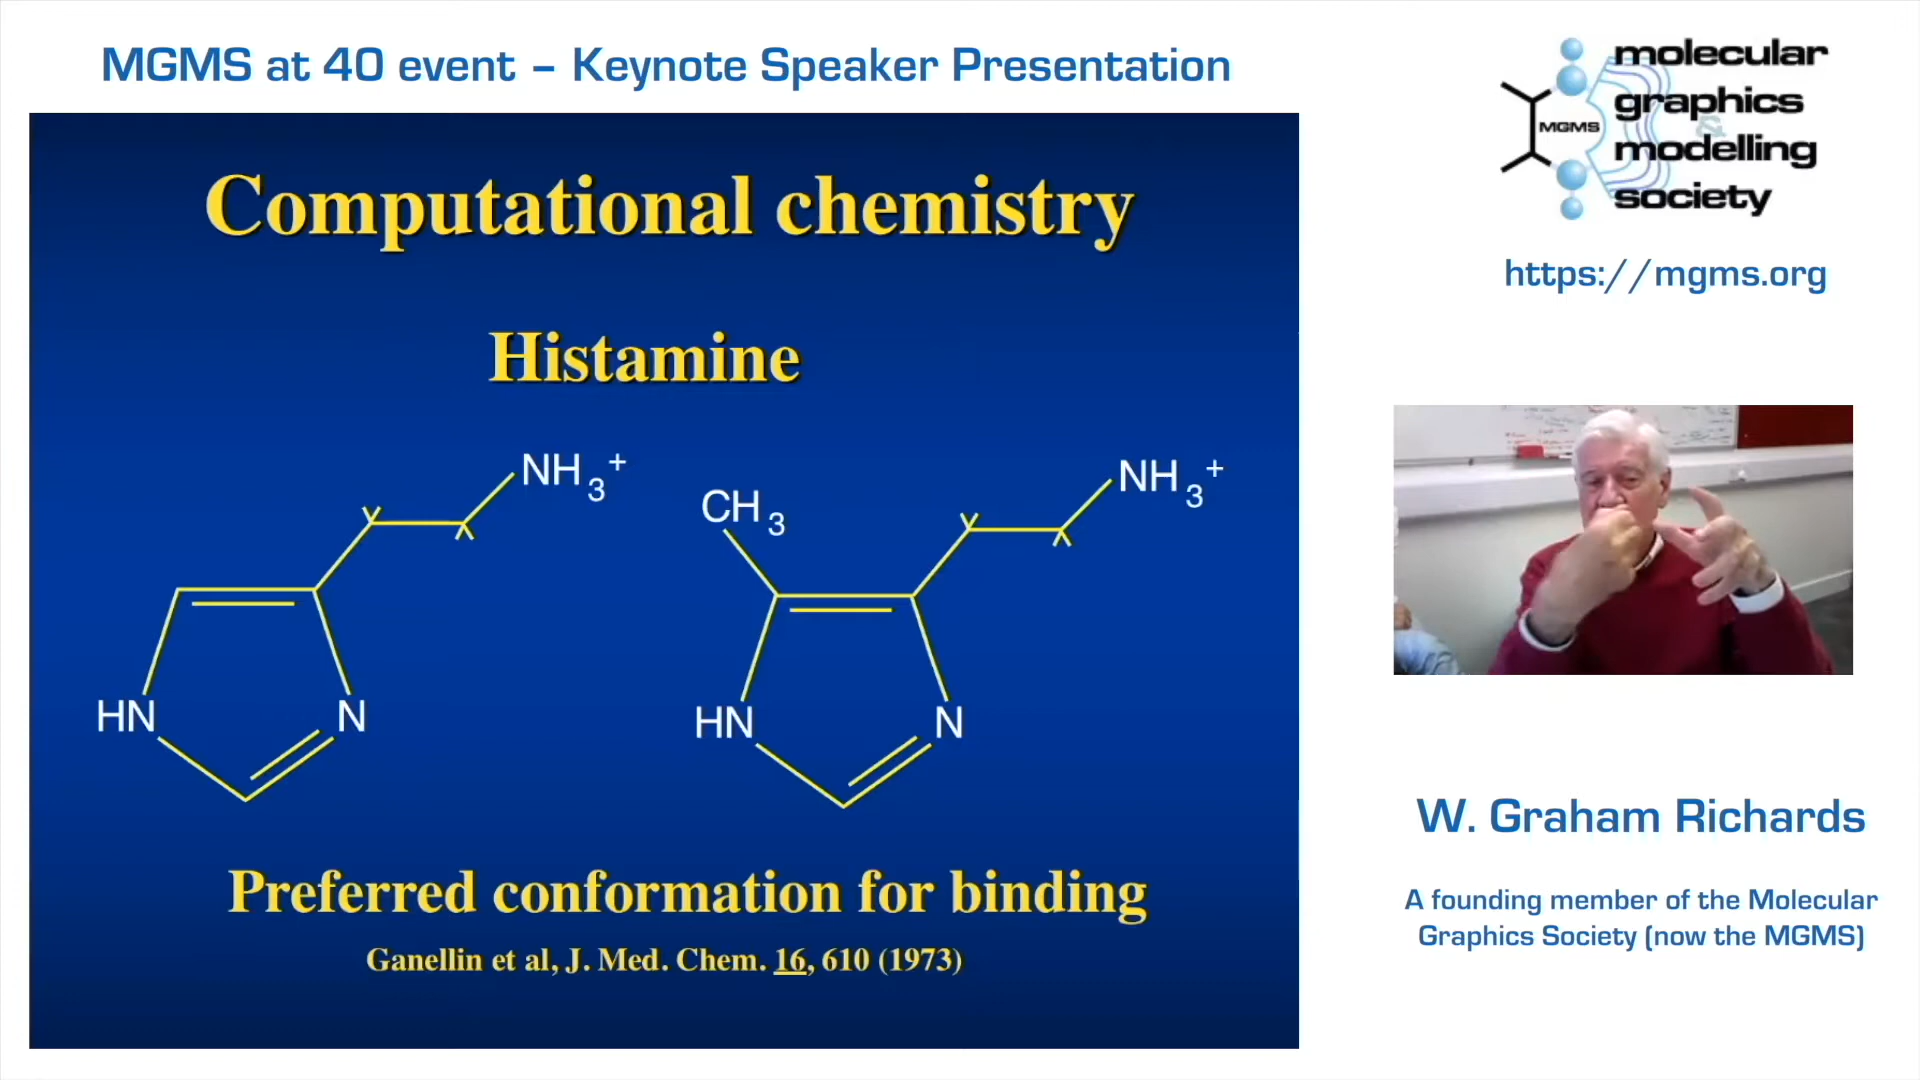 MGMS at 40 event – Keynote Speaker Presentation
Computational chemistry
Histamine
NH3+
HN
N
CH3
NH3+
HN
N
Preferred conformation for binding
Ganellin et al, J. Med. Chem. 16, 610 (1973)
MGMS
molecular
graphics
&
modelling
society
https://mgms.org
W. Graham Richards
A founding member of the Molecular
Graphics Society (now the MGMS)